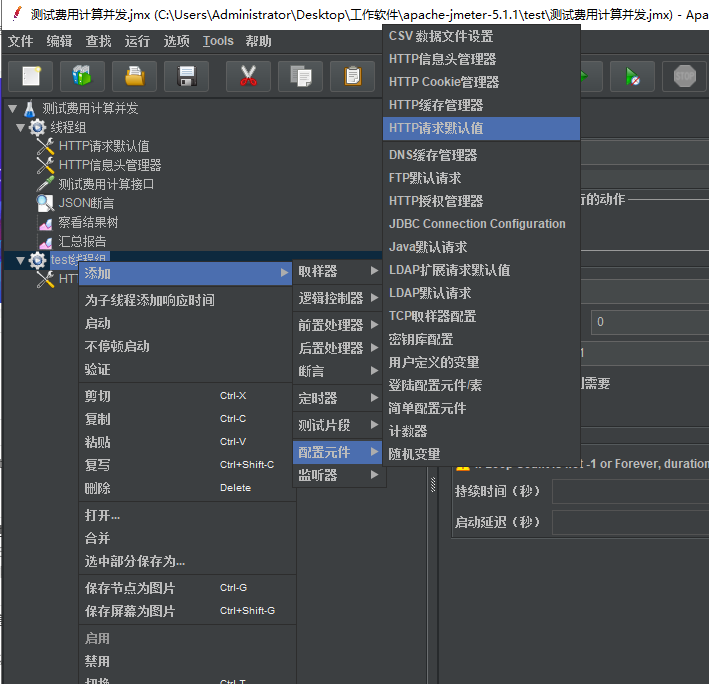 测试费用计算并发.jmx (C:\Users\Administrator\Desktop\工作软件\apache-jmeter-5.1.1\test\测试费用计算并发.jmx) - Apa
文件 编辑 查找 运行 选项 Tools 帮助
STOP
测试费用计算并发
线程组
HTTP请求默认值
HTTP信息头管理器
测试费用计算接口
JSON断言
察看结果树
汇总报告
test线程组
HT
添加
为子线程添加响应时间
启动
不停顿启动
验证
剪切 Ctrl-X
复制 Ctrl-C
粘贴 Ctrl-V
复写 Ctrl+Shift-C
删除 Delete
打开...
合并
选中部分保存为...
保存节点为图片 Ctrl-G
保存屏幕为图片 Ctrl+Shift-G
启用
禁用
切换 Ctrl-T
取样器
逻辑控制器
前置处理器
后置处理器
断言
定时器
测试片段
配置元件
监听器
CSV 数据文件设置
HTTP信息头管理器
HTTP Cookie管理器
HTTP缓存管理器
HTTP请求默认值
DNS缓存管理器
FTP默认请求
HTTP授权管理器
JDBC Connection Configuration
Java默认请求
LDAP扩展请求默认值
LDAP默认请求
TCP取样器配置
密钥库配置
用户定义的变量
登陆配置元件/素
简单配置元件
计数器
随机变量
行的动作
0
1
需要
-1 or Forever, duration
持续时间（秒）
启动延迟（秒）